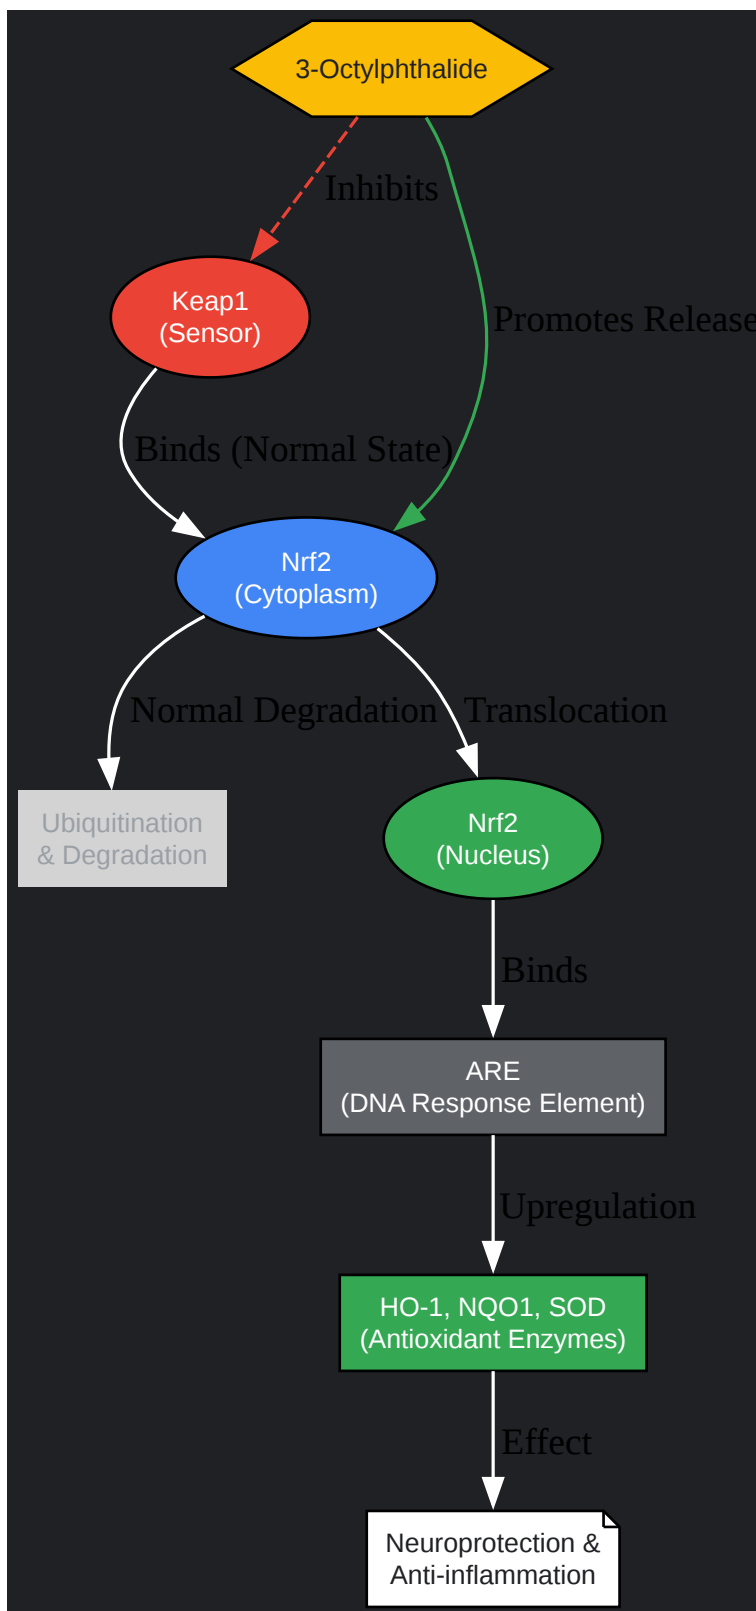 3-Octylphthalide
Inhibits
Keap1
(Sensor)
Promotes Release
Binds (Normal State)
Nrf2
(Cytoplasm)
Normal Degradation
Translocation
Ubiquitination
& Degradation
Nrf2
(Nucleus)
Binds
ARE
(DNA Response Element)
Upregulation
HO-1, NQO1, SOD
(Antioxidant Enzymes)
Effect
Neuroprotection &
Anti-inflammation